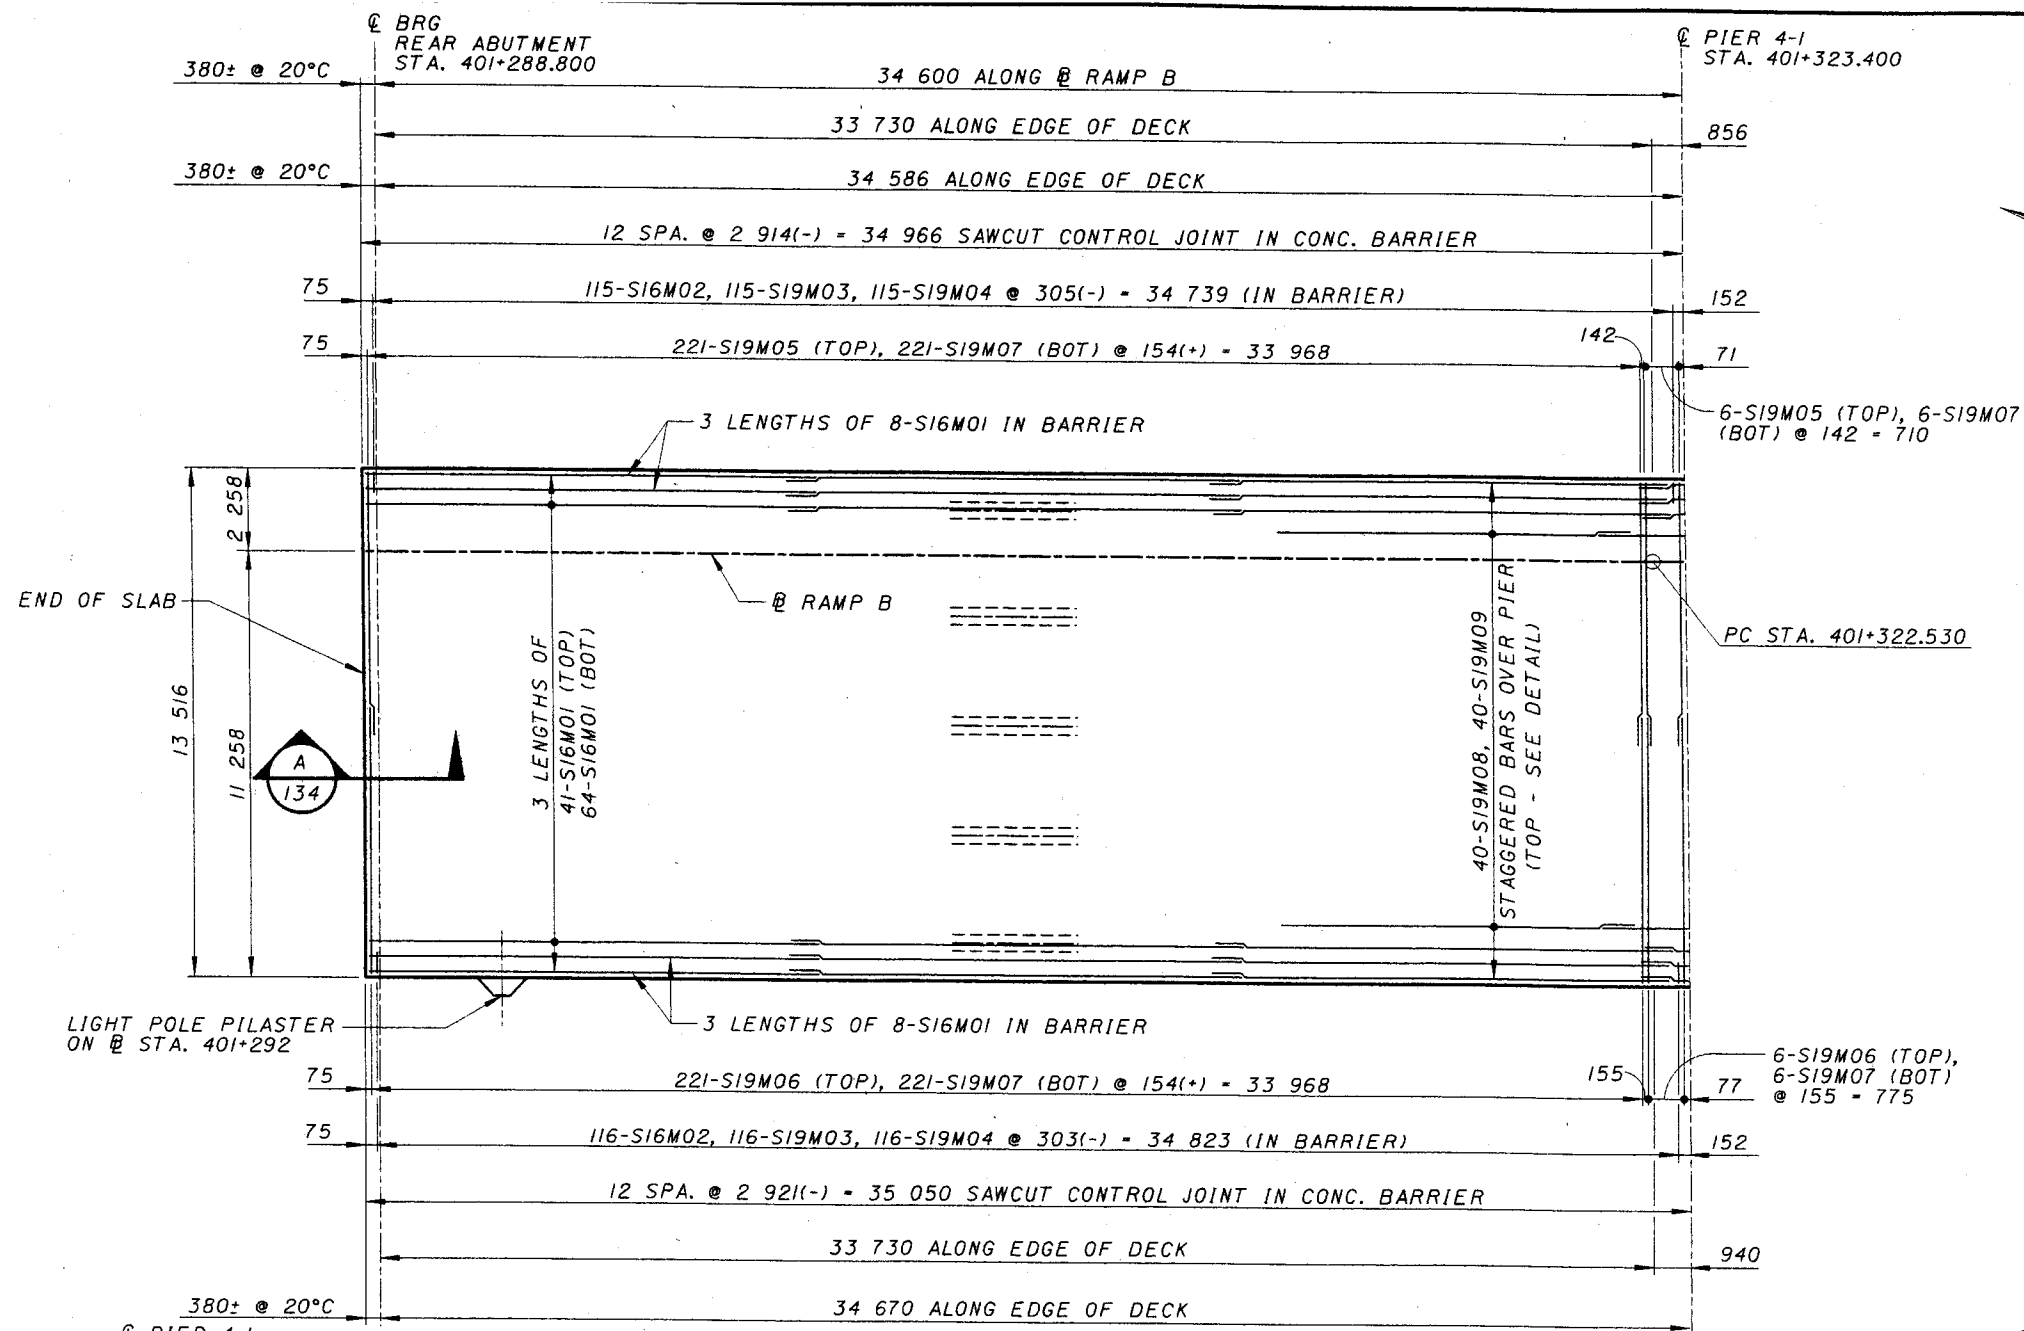 ℄ BRG
REAR ABUTMENT
STA. 401+288.800
℄ PIER 4-1
STA. 401+323.400
380± @ 20°C
34 600 ALONG ⅊ RAMP B
33 730 ALONG EDGE OF DECK
856
380± @ 20°C
34 586 ALONG EDGE OF DECK
12 SPA. @ 2 914(-) = 34 966 SAWCUT CONTROL JOINT IN CONC. BARRIER
75
115-S16M02, 115-S19M03, 115-S19M04 @ 305(-) = 34 739 (IN BARRIER)
152
75
221-S19M05 (TOP), 221-S19M07 (BOT) @ 154(+) = 33 968
142
71
6-S19M05 (TOP), 6-S19M07
(BOT) @ 142 = 710
3 LENGTHS OF 8-S16M01 IN BARRIER
2 258
END OF SLAB
⅊ RAMP B
PC STA. 401+322.530
13 516
11 258
A
134
3 LENGTHS OF
41-S16M01 (TOP)
64-S16M01 (BOT)
40-S19M08, 40-S19M09
STAGGERED BARS OVER PIER
(TOP - SEE DETAIL)
LIGHT POLE PILASTER
ON ⅊ STA. 401+292
3 LENGTHS OF 8-S16M01 IN BARRIER
75
221-S19M06 (TOP), 221-S19M07 (BOT) @ 154(+) = 33 968
155
77
6-S19M06 (TOP),
6-S19M07 (BOT)
@ 155 = 775
75
116-S16M02, 116-S19M03, 116-S19M04 @ 303(-) = 34 823 (IN BARRIER)
152
12 SPA. @ 2 921(-) = 35 050 SAWCUT CONTROL JOINT IN CONC. BARRIER
33 730 ALONG EDGE OF DECK
940
380± @ 20°C
34 670 ALONG EDGE OF DECK